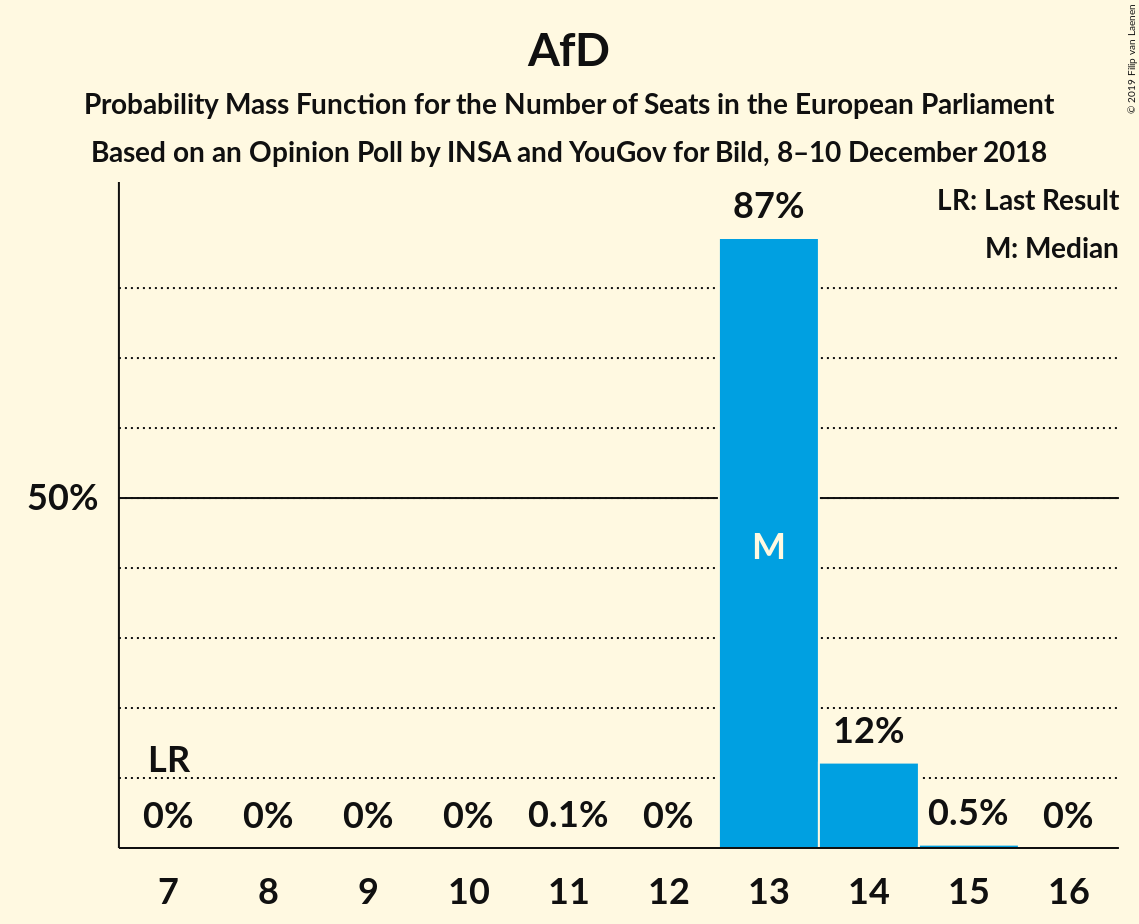 AfD
Probability Mass Function for the Number of Seats in the European Parliament
Based on an Opinion Poll by INSA and YouGov for Bild, 8–10 December 2018
© 2019 Filip van Laenen
LR: Last Result
M: Median
87%
50%
M
12%
LR
0% 0% 0% 0% 0.1% 0% 0.5% 0%
7 8 9 10 11 12 13 14 15 16